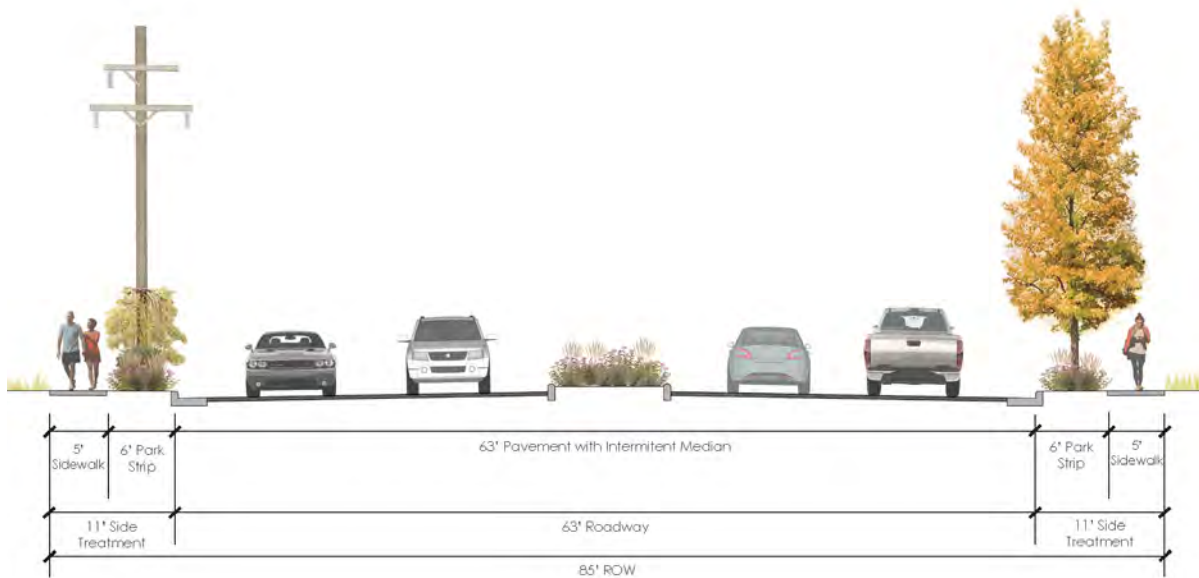 5'
Sidewalk
6' Park
Strip
63' Pavement with Intermitent Median
6' Park
Strip
5'
Sidewalk
11' Side
Treatment
63' Roadway
11' Side
Treatment
85' ROW